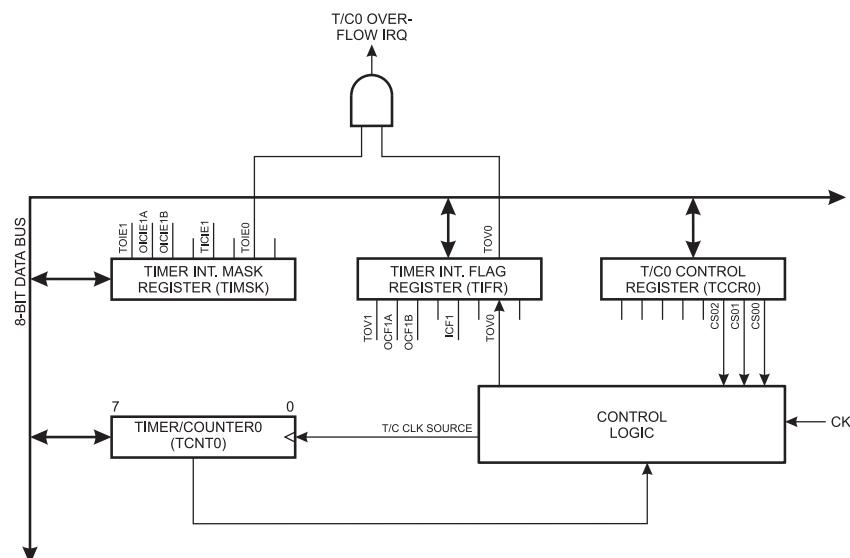 T/C0 OVER-
FLOW IRQ
8-BIT DATA BUS
TOIE1
OICIE1A
OICIE1B
TICIE1
TOIE0
TOV0
TIMER INT. MASK
REGISTER (TIMSK)
TIMER INT. FLAG
REGISTER (TIFR)
T/C0 CONTROL
REGISTER (TCCR0)
TOV1
OCF1A
OCF1B
ICF1
TOV0
CS02
CS01
CS00
7
0
TIMER/COUNTER0
(TCNT0)
T/C CLK SOURCE
CONTROL
LOGIC
CK